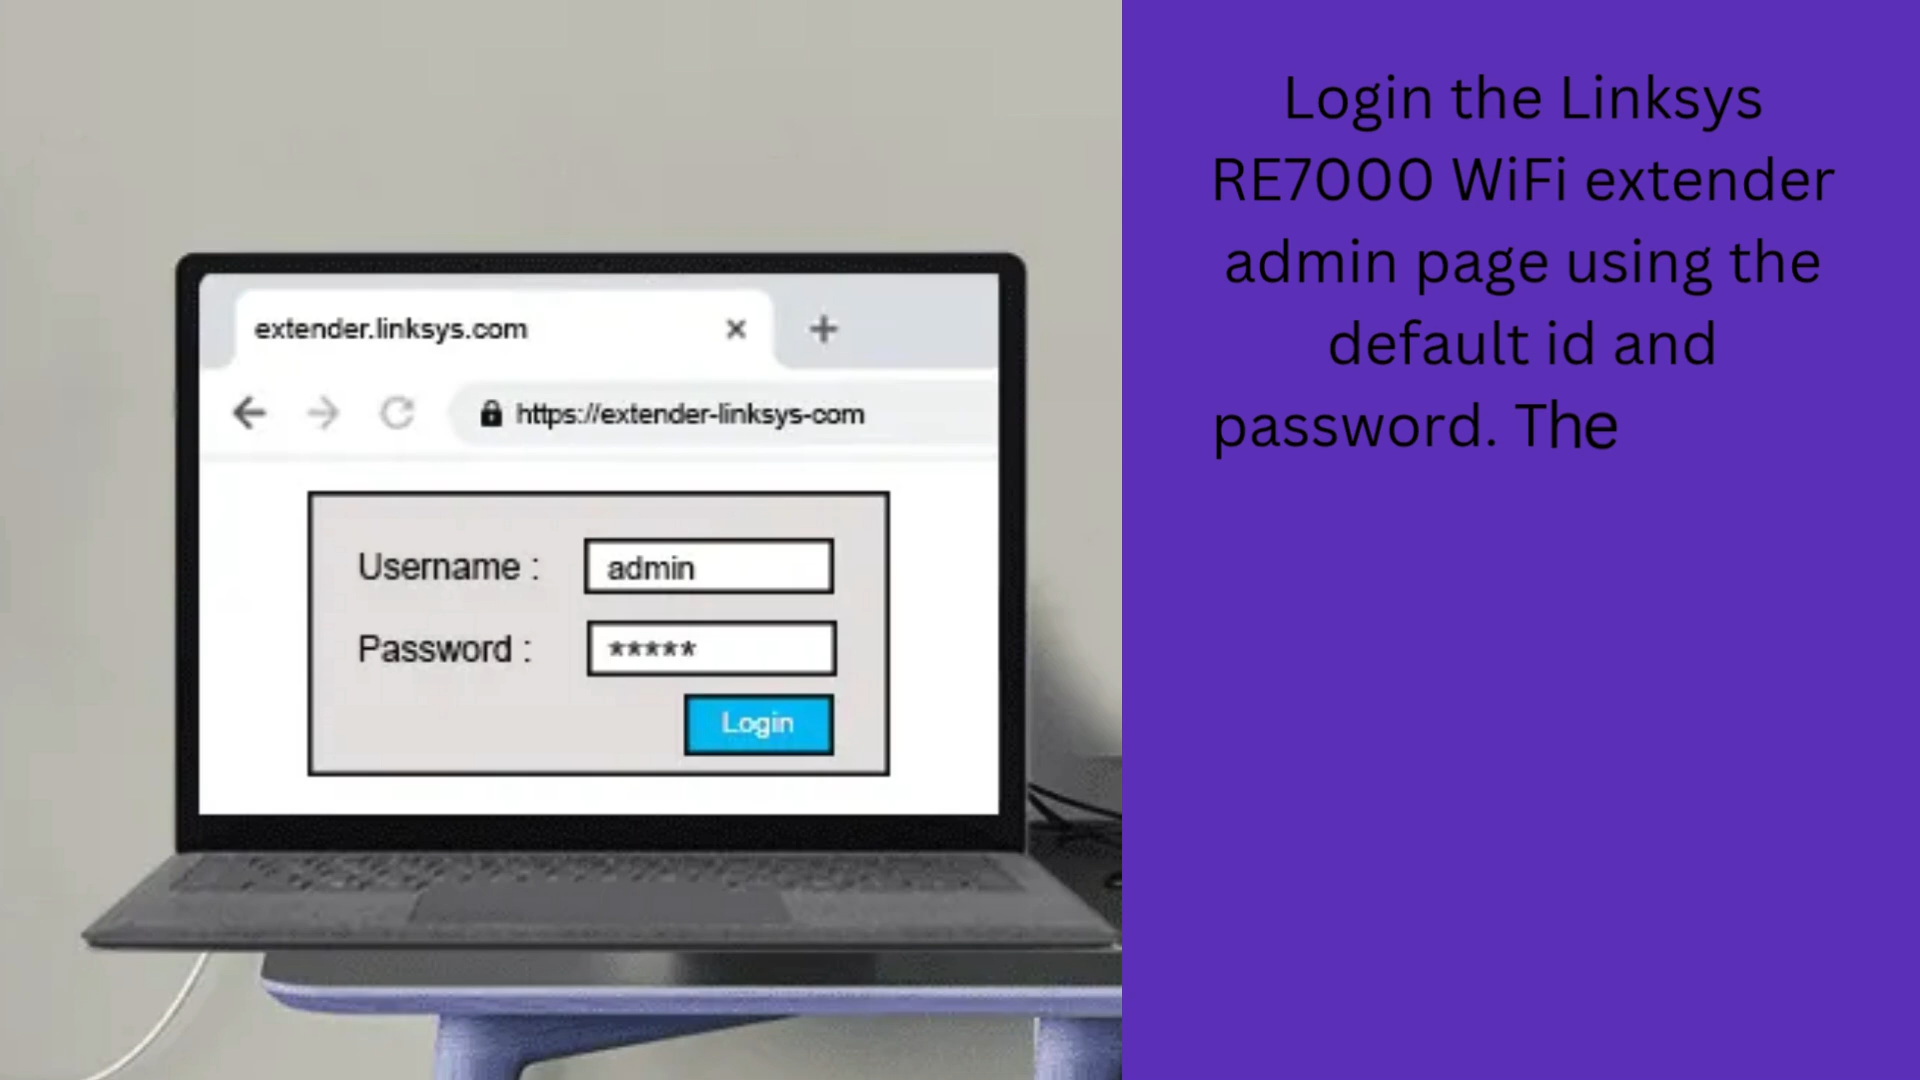 extender.linksys.com
https://extender-linksys-com
Username :
admin
Password :
*****
Login
Login the Linksys
RE7000 WiFi extender
admin page using the
default id and
password. The